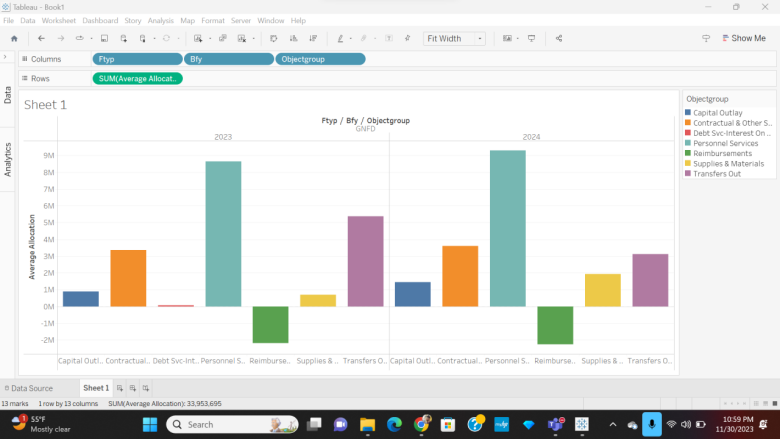 Tableau - Book1
File Data Worksheet Dashboard Story Analysis Map Format Server Window Help
Fit Width
Show Me
Columns Ftyp Bfy Objectgroup
Rows SUM(Average Allocat..
Data
Analytics
Sheet 1
Ftyp / Bfy / Objectgroup
GNFD
2023 2024
Average Allocation
9M
8M
7M
6M
5M
4M
3M
2M
1M
0M
-1M
-2M
Capital Outl.. Contractual.. Debt Svc-Int.. Personnel S.. Reimburse.. Supplies & .. Transfers O.. Capital Outl.. Contractual.. Personnel S.. Reimburse.. Supplies & .. Transfers O..
Objectgroup
Capital Outlay
Contractual & Other S...
Debt Svc-Interest On ...
Personnel Services
Reimbursements
Supplies & Materials
Transfers Out
Data Source Sheet 1
13 marks 1 row by 13 columns SUM(Average Allocation): 33,953,695
1
55°F
Mostly clear
Search
10:59 PM
11/30/2023